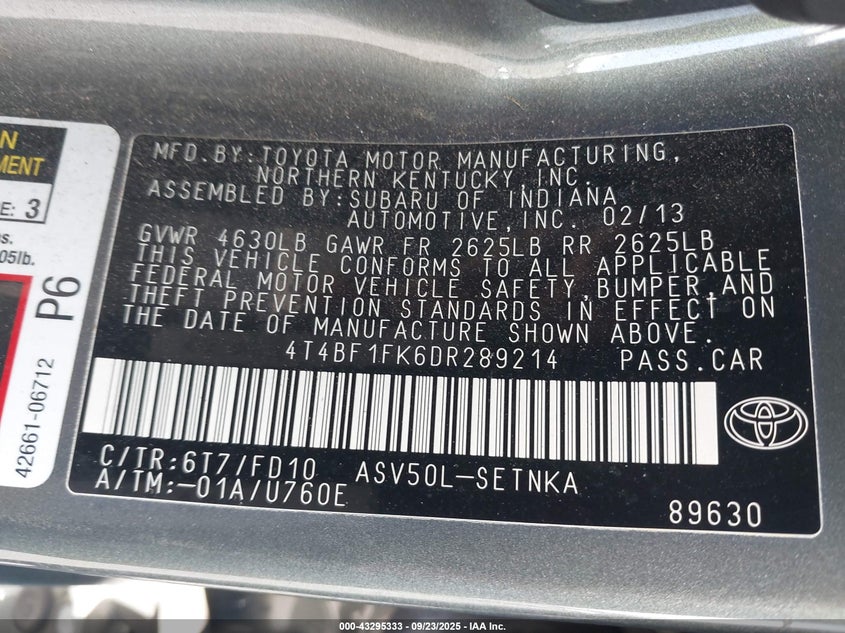 N
MENT
E: 3
s.
05lb.
P6
42661-06712
MFD.BY:TOYOTA MOTOR MANUFACTURING,
NORTHERN KENTUCKY,INC.
ASSEMBLED BY:SUBARU OF INDIANA
AUTOMOTIVE,INC. 02/13
GVWR 4630LB GAWR FR 2625LB RR 2625LB
THIS VEHICLE CONFORMS TO ALL APPLICABLE
FEDERAL MOTOR VEHICLE SAFETY,BUMPER,AND
THEFT PREVENTION STANDARDS IN EFFECT ON
THE DATE OF MANUFACTURE SHOWN ABOVE.
4T4BF1FK6DR289214 PASS.CAR
C/TR:6T7/FD10 ASV50L-SETNKA
A/TM:-01A/U760E
89630
000-43295333 - 09/23/2025 - IAA Inc.